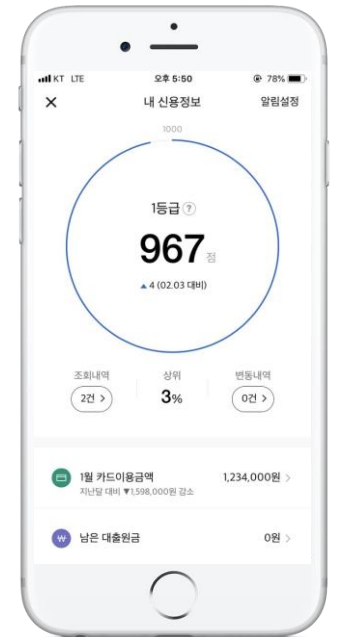 KT LTE 오후 5:50 78%
내 신용정보 알림설정
1000
1등급 ?
967 점
▲ 4 (02.03 대비)
조회내역 상위 변동내역
2건 > 3% 0건 >
1월 카드이용금액 1,234,000원 >
지난달 대비 ▼1,598,000원 감소
₩ 남은 대출원금 0원 >